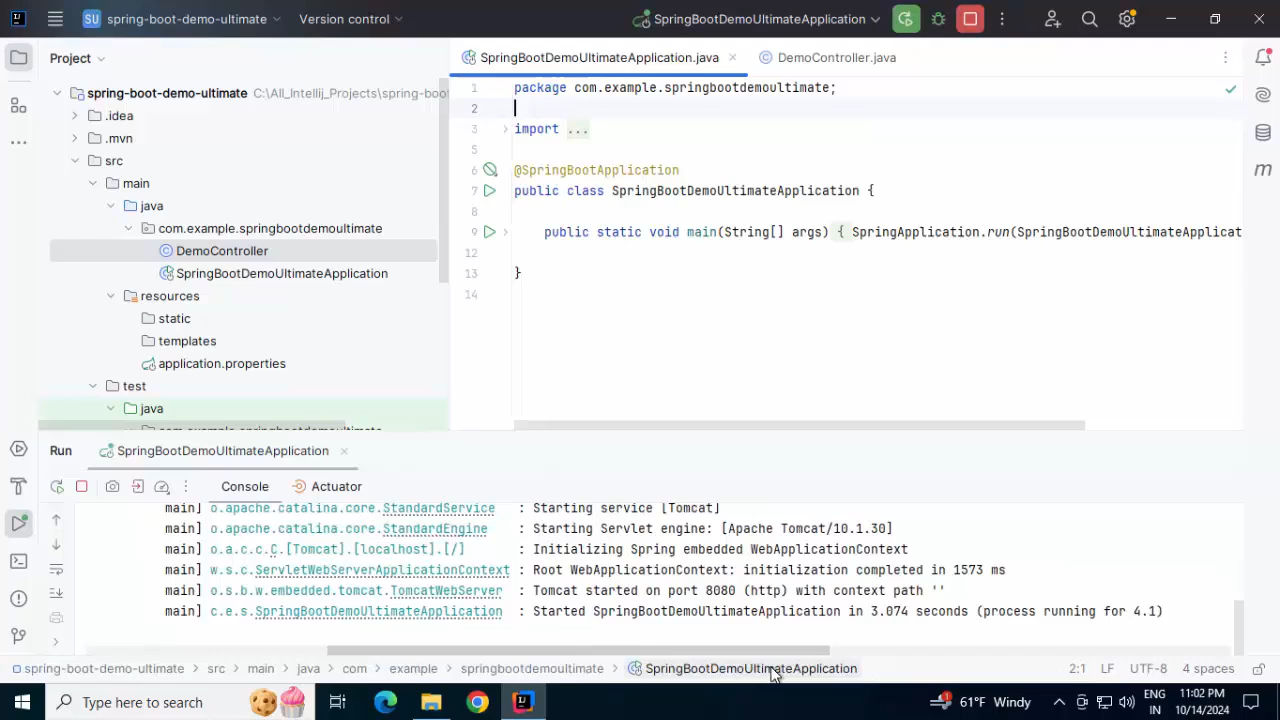 SU spring-boot-demo-ultimate Version control SpringBootDemoUltimateApplication
Project
SpringBootDemoUltimateApplication.java DemoController.java
spring-boot-demo-ultimate C:\All_Intellij_Projects\spring-boo
.idea
.mvn
src
main
java
com.example.springbootdemoultimate
DemoController
SpringBootDemoUltimateApplication
resources
static
templates
application.properties
test
java
1 package com.example.springbootdemoultimate;
2
3 import ...
5
6 @SpringBootApplication
7 public class SpringBootDemoUltimateApplication {
8
9 public static void main(String[] args) { SpringApplication.run(SpringBootDemoUltimateApplicat
12
13 }
14
m
Run SpringBootDemoUltimateApplication
Console Actuator
main] o.apache.catalina.core.StandardService : Starting service [Tomcat]
main] o.apache.catalina.core.StandardEngine : Starting Servlet engine: [Apache Tomcat/10.1.30]
main] o.a.c.c.C.[Tomcat].[localhost].[/] : Initializing Spring embedded WebApplicationContext
main] w.s.c.ServletWebServerApplicationContext : Root WebApplicationContext: initialization completed in 1573 ms
main] o.s.b.w.embedded.tomcat.TomcatWebServer : Tomcat started on port 8080 (http) with context path ''
main] c.e.s.SpringBootDemoUltimateApplication : Started SpringBootDemoUltimateApplication in 3.074 seconds (process running for 4.1)
spring-boot-demo-ultimate src main java com example springbootdemoultimate SpringBootDemoUltimateApplication 2:1 LF UTF-8 4 spaces
Type here to search 61°F Windy ENG IN 11:02 PM 10/14/2024